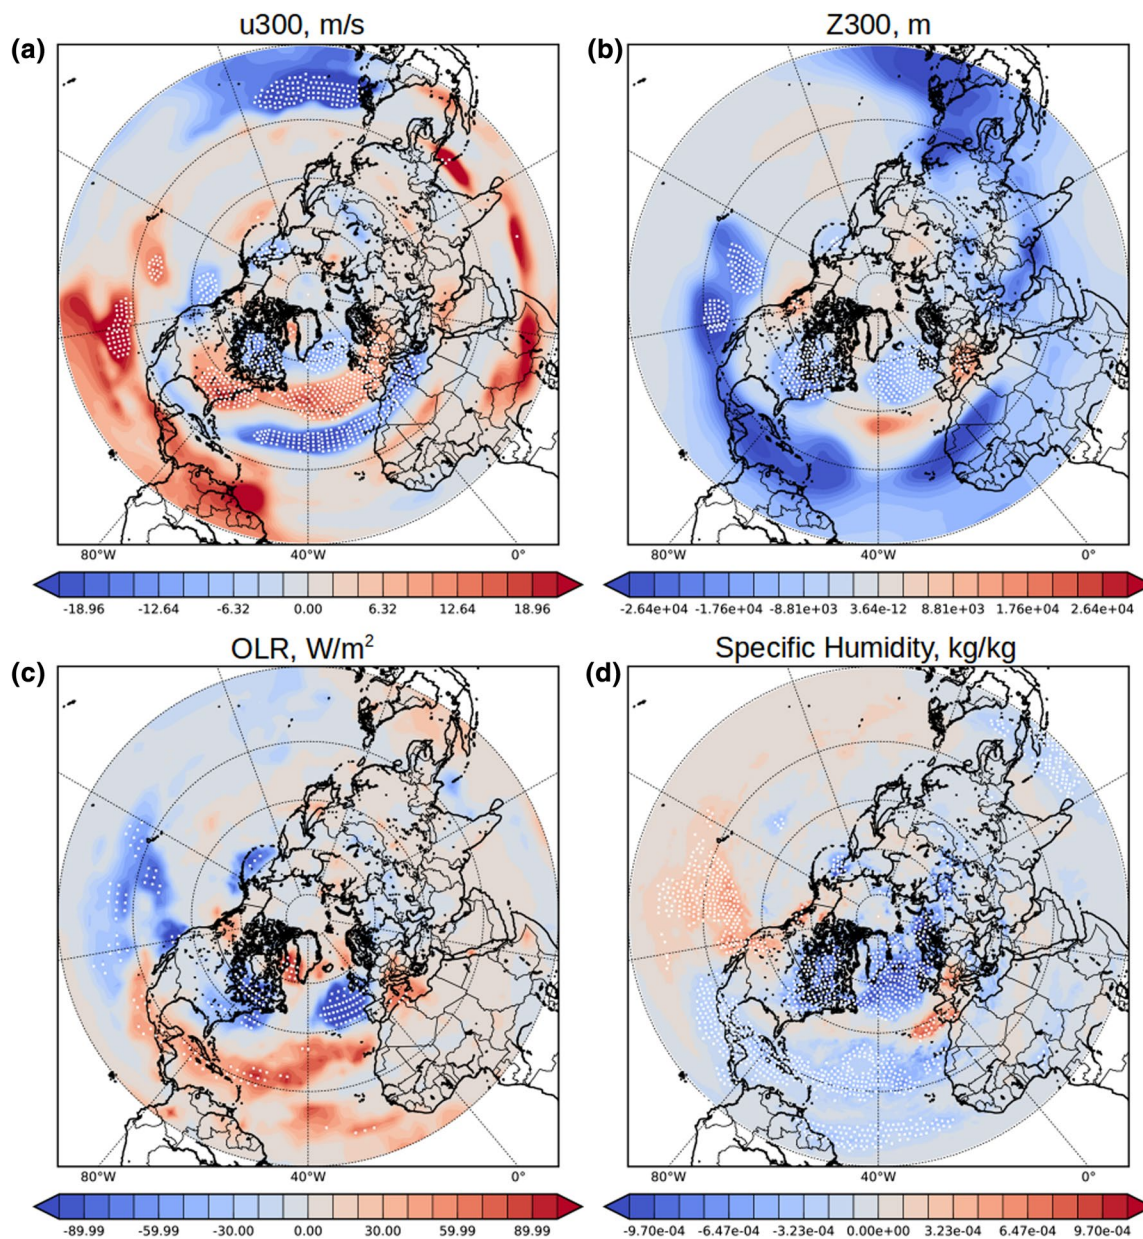 (a) u300, m/s
(b) Z300, m
80°W 40°W 0°
80°W 40°W 0°
-18.96 -12.64 -6.32 0.00 6.32 12.64 18.96
-2.64e+04 -1.76e+04 -8.81e+03 3.64e-12 8.81e+03 1.76e+04 2.64e+04
(c) OLR, W/m²
(d) Specific Humidity, kg/kg
80°W 40°W 0°
80°W 40°W 0°
-89.99 -59.99 -30.00 0.00 30.00 59.99 89.99
-9.70e-04 -6.47e-04 -3.23e-04 0.00e+00 3.23e-04 6.47e-04 9.70e-04